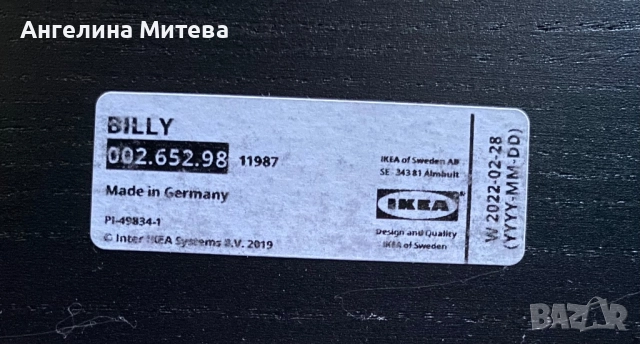 Ангелина Митева
BILLY
002.652.98 11987
Made in Germany
PI-49834-1
© Inter IKEA Systems B.V. 2019
IKEA of Sweden AB
SE - 343 81 Älmhult
IKEA®
Design and Quality
IKEA of Sweden
W 2022-02-28
(YYYY-MM-DD)
BAZAR